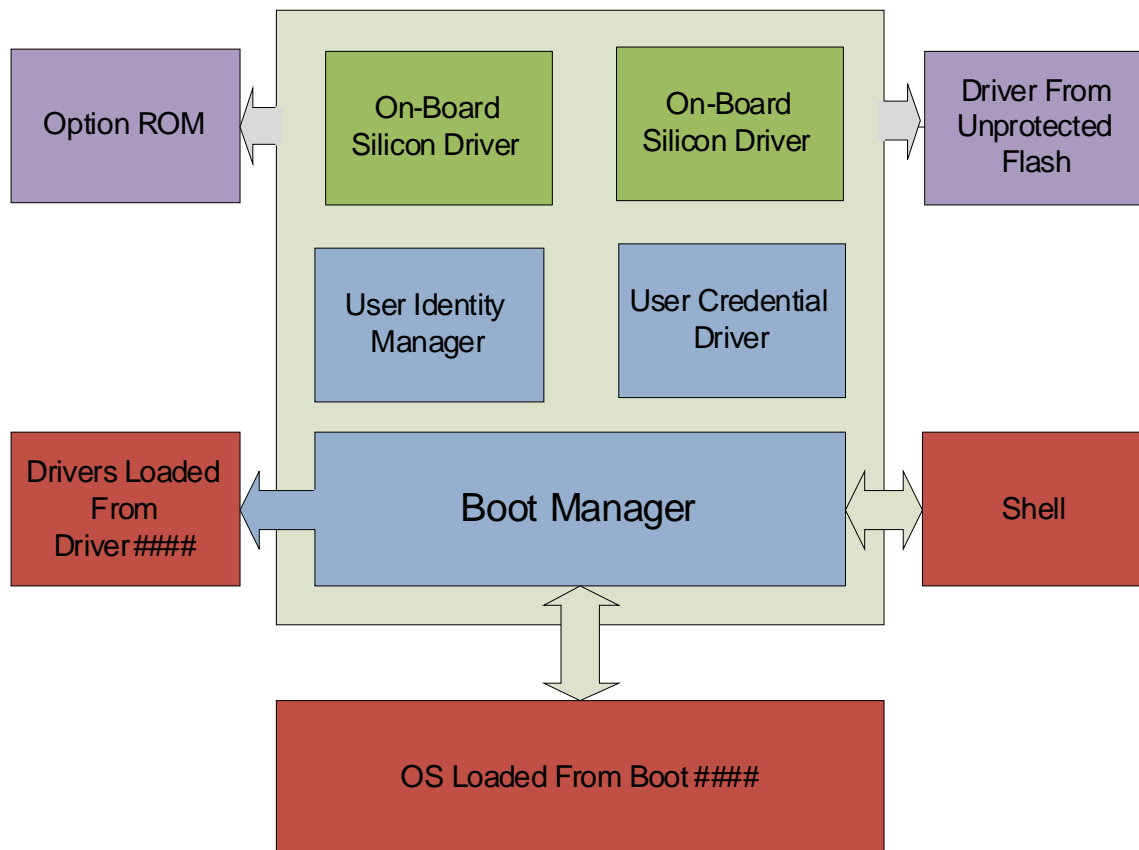 Option ROM
On-Board
Silicon Driver
On-Board
Silicon Driver
Driver From
Unprotected
Flash
User Identity
Manager
User Credential
Driver
Drivers Loaded
From
Driver ####
Boot Manager
Shell
OS Loaded From Boot ####